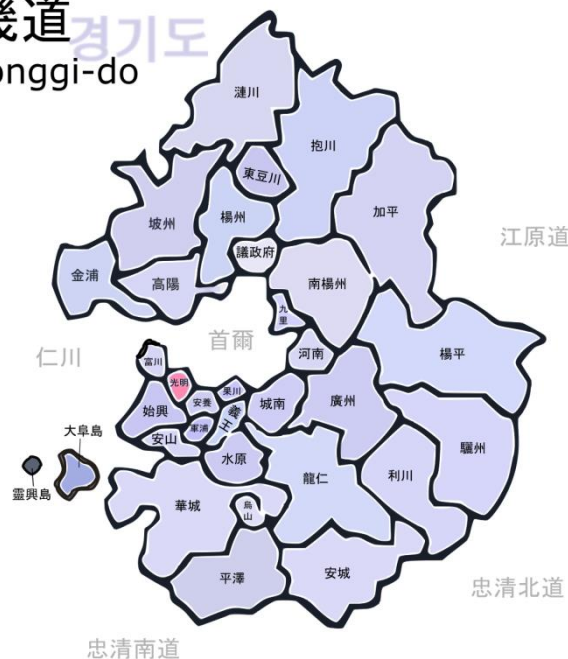 畿道
경기도
onggi-do
漣川
抱川
東豆川
加平
坡州
楊州
議政府
江原道
金浦
高陽
南楊州
九
里
首爾
河南
楊平
仁川
富川
光明
果川
安養
始興
義王
城南
廣州
軍浦
大阜島
安山
驪州
水原
龍仁
利川
靈興島
華城
烏
山
平澤
安城
忠清北道
忠清南道